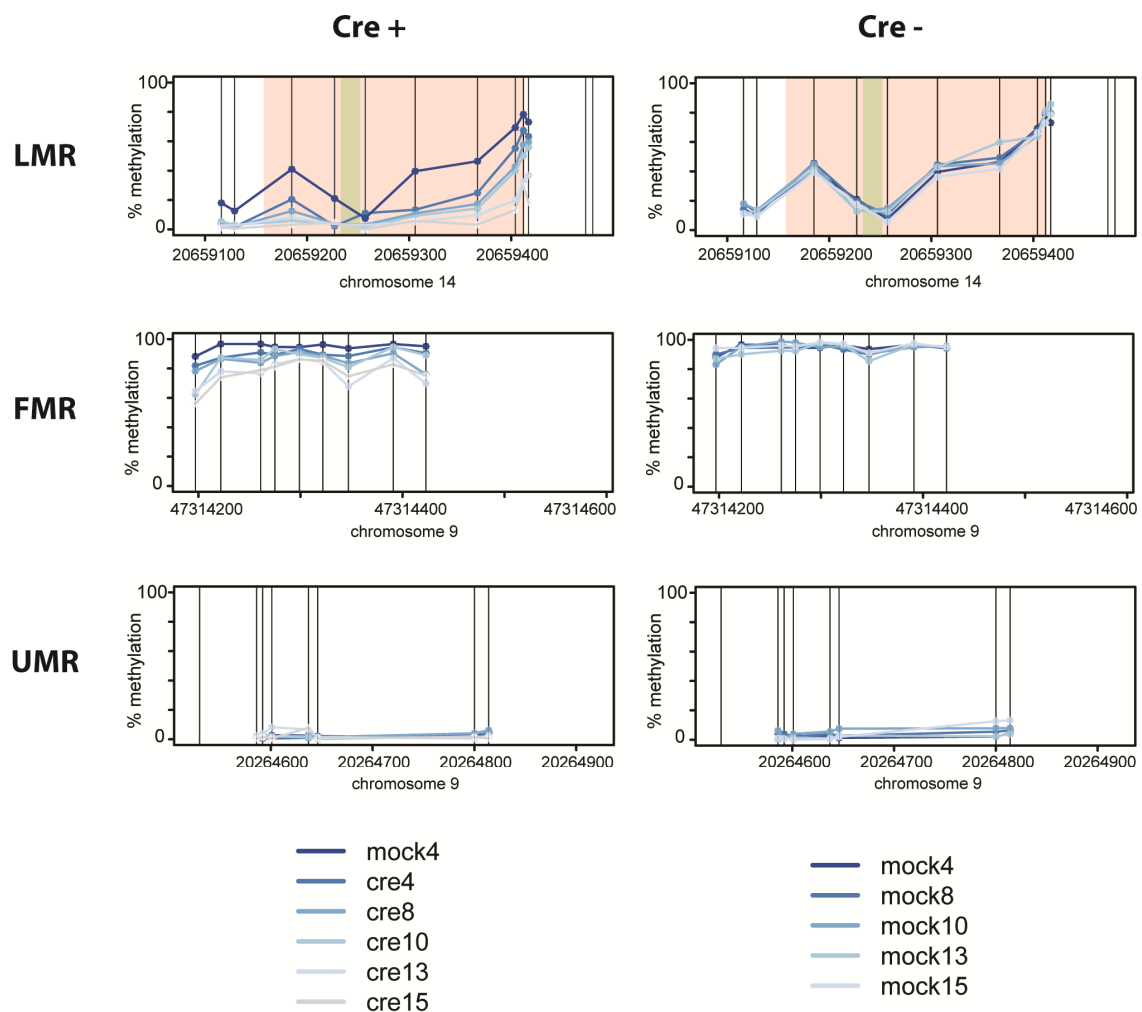 Cre +
Cre -
LMR
% methylation
100
0
20659100
20659200
20659300
20659400
chromosome 14
% methylation
100
0
20659100
20659200
20659300
20659400
chromosome 14
FMR
% methylation
100
0
47314200
47314400
47314600
chromosome 9
% methylation
100
0
47314200
47314400
47314600
chromosome 9
UMR
% methylation
100
0
20264600
20264700
20264800
20264900
chromosome 9
% methylation
100
0
20264600
20264700
20264800
20264900
chromosome 9
mock4
cre4
cre8
cre10
cre13
cre15
mock4
mock8
mock10
mock13
mock15